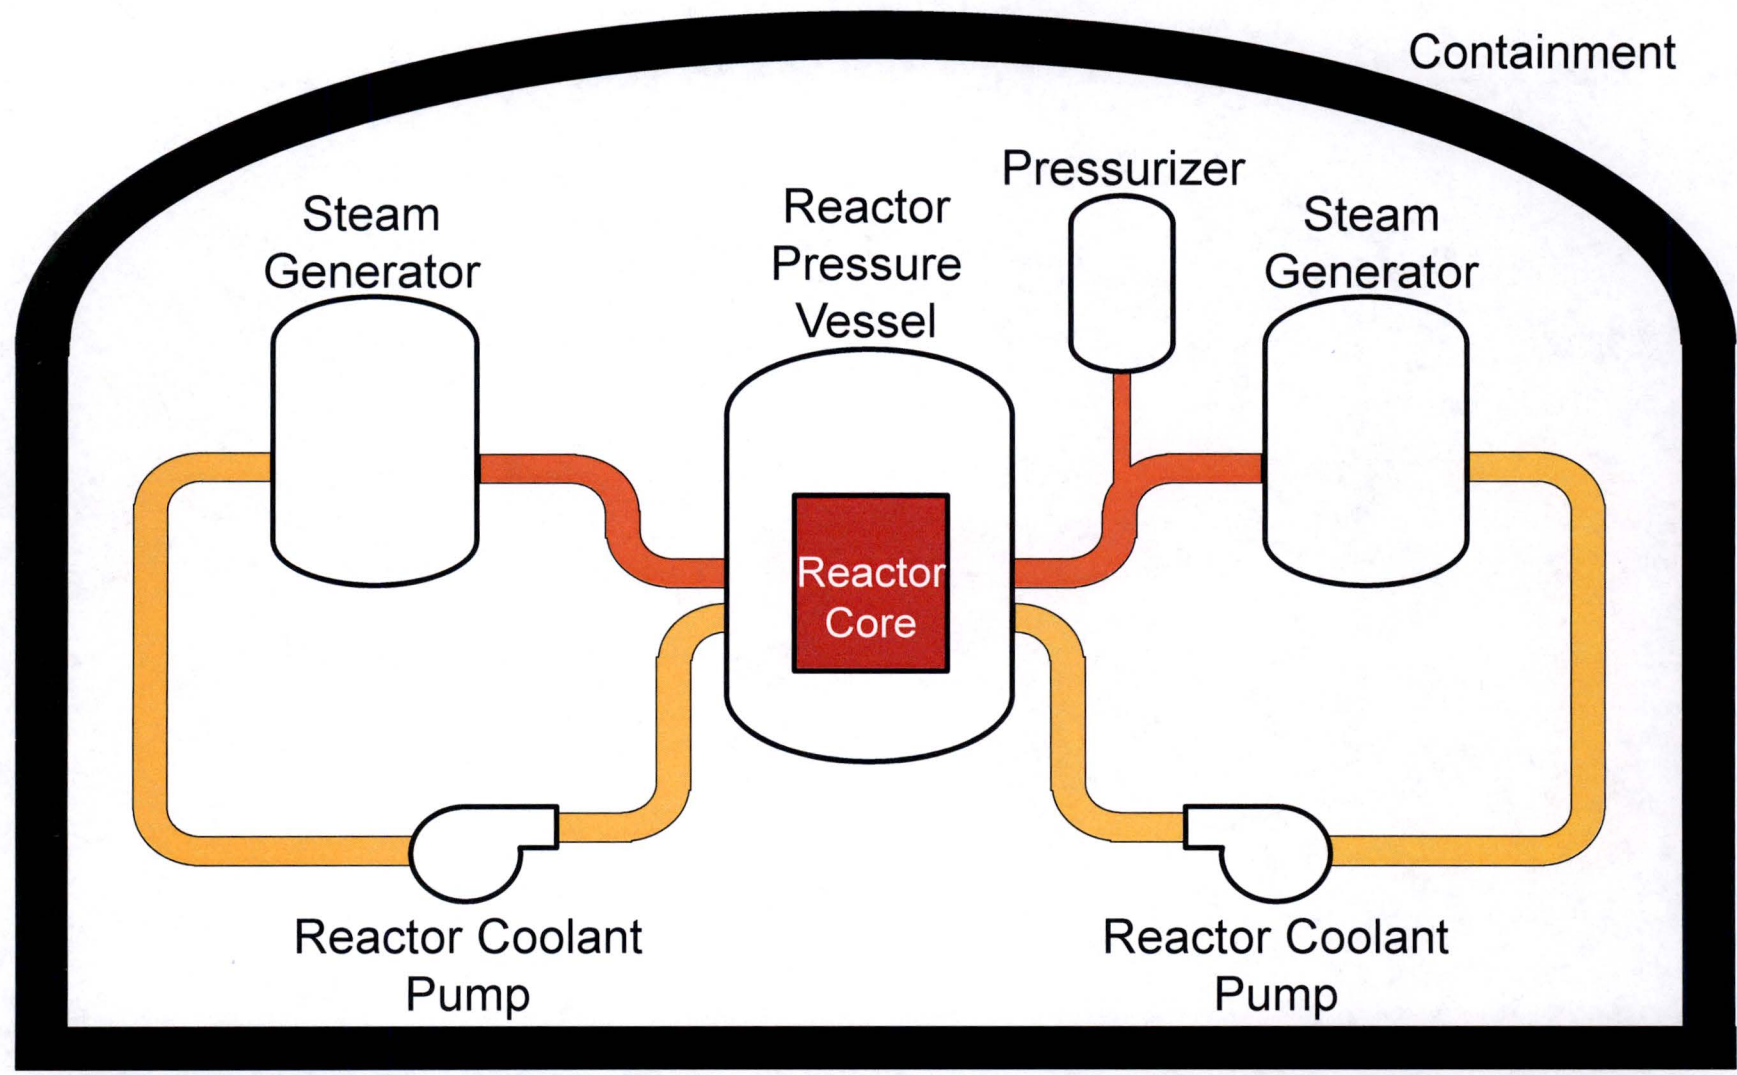 Containment
Pressurizer
Steam
Generator
Reactor
Pressure
Vessel
Steam
Generator
Reactor
Core
Reactor Coolant
Pump
Reactor Coolant
Pump